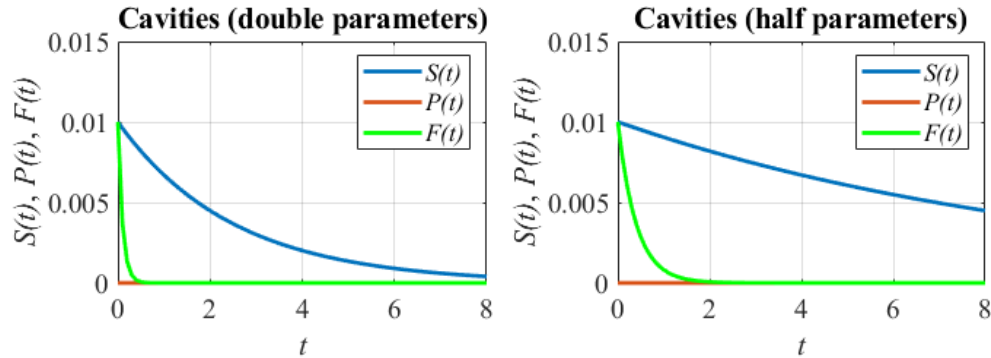 Cavities (double parameters)
S(t), P(t), F(t)
0.015
0.01
0.005
0
S(t)
P(t)
F(t)
0 2 4 6 8
t
Cavities (half parameters)
S(t), P(t), F(t)
0.015
0.01
0.005
0
S(t)
P(t)
F(t)
0 2 4 6 8
t